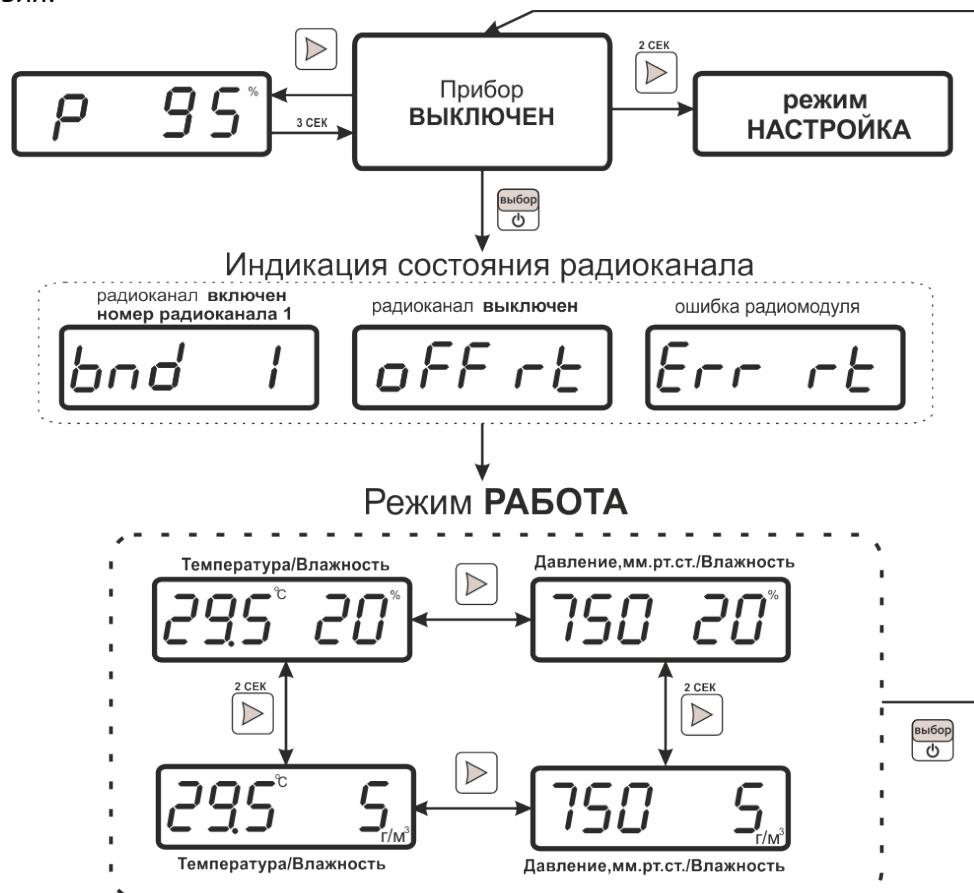 2 СЕК
Прибор
ВЫКЛЮЧЕН
P 95 %
3 СЕК
режим
НАСТРОЙКА
выбор
Индикация состояния радиоканала
радиоканал включен
номер радиоканала 1
радиоканал выключен
ошибка радиомодуля
bnd 1
oFF rt
Err rt
Режим РАБОТА
Температура/Влажность
Давление,мм.рт.ст./Влажность
29.5 °C 20 %
750 20 %
2 СЕК
2 СЕК
выбор
29.5 °C 5 г/м³
750 5 г/м³
Температура/Влажность
Давление,мм.рт.ст./Влажность